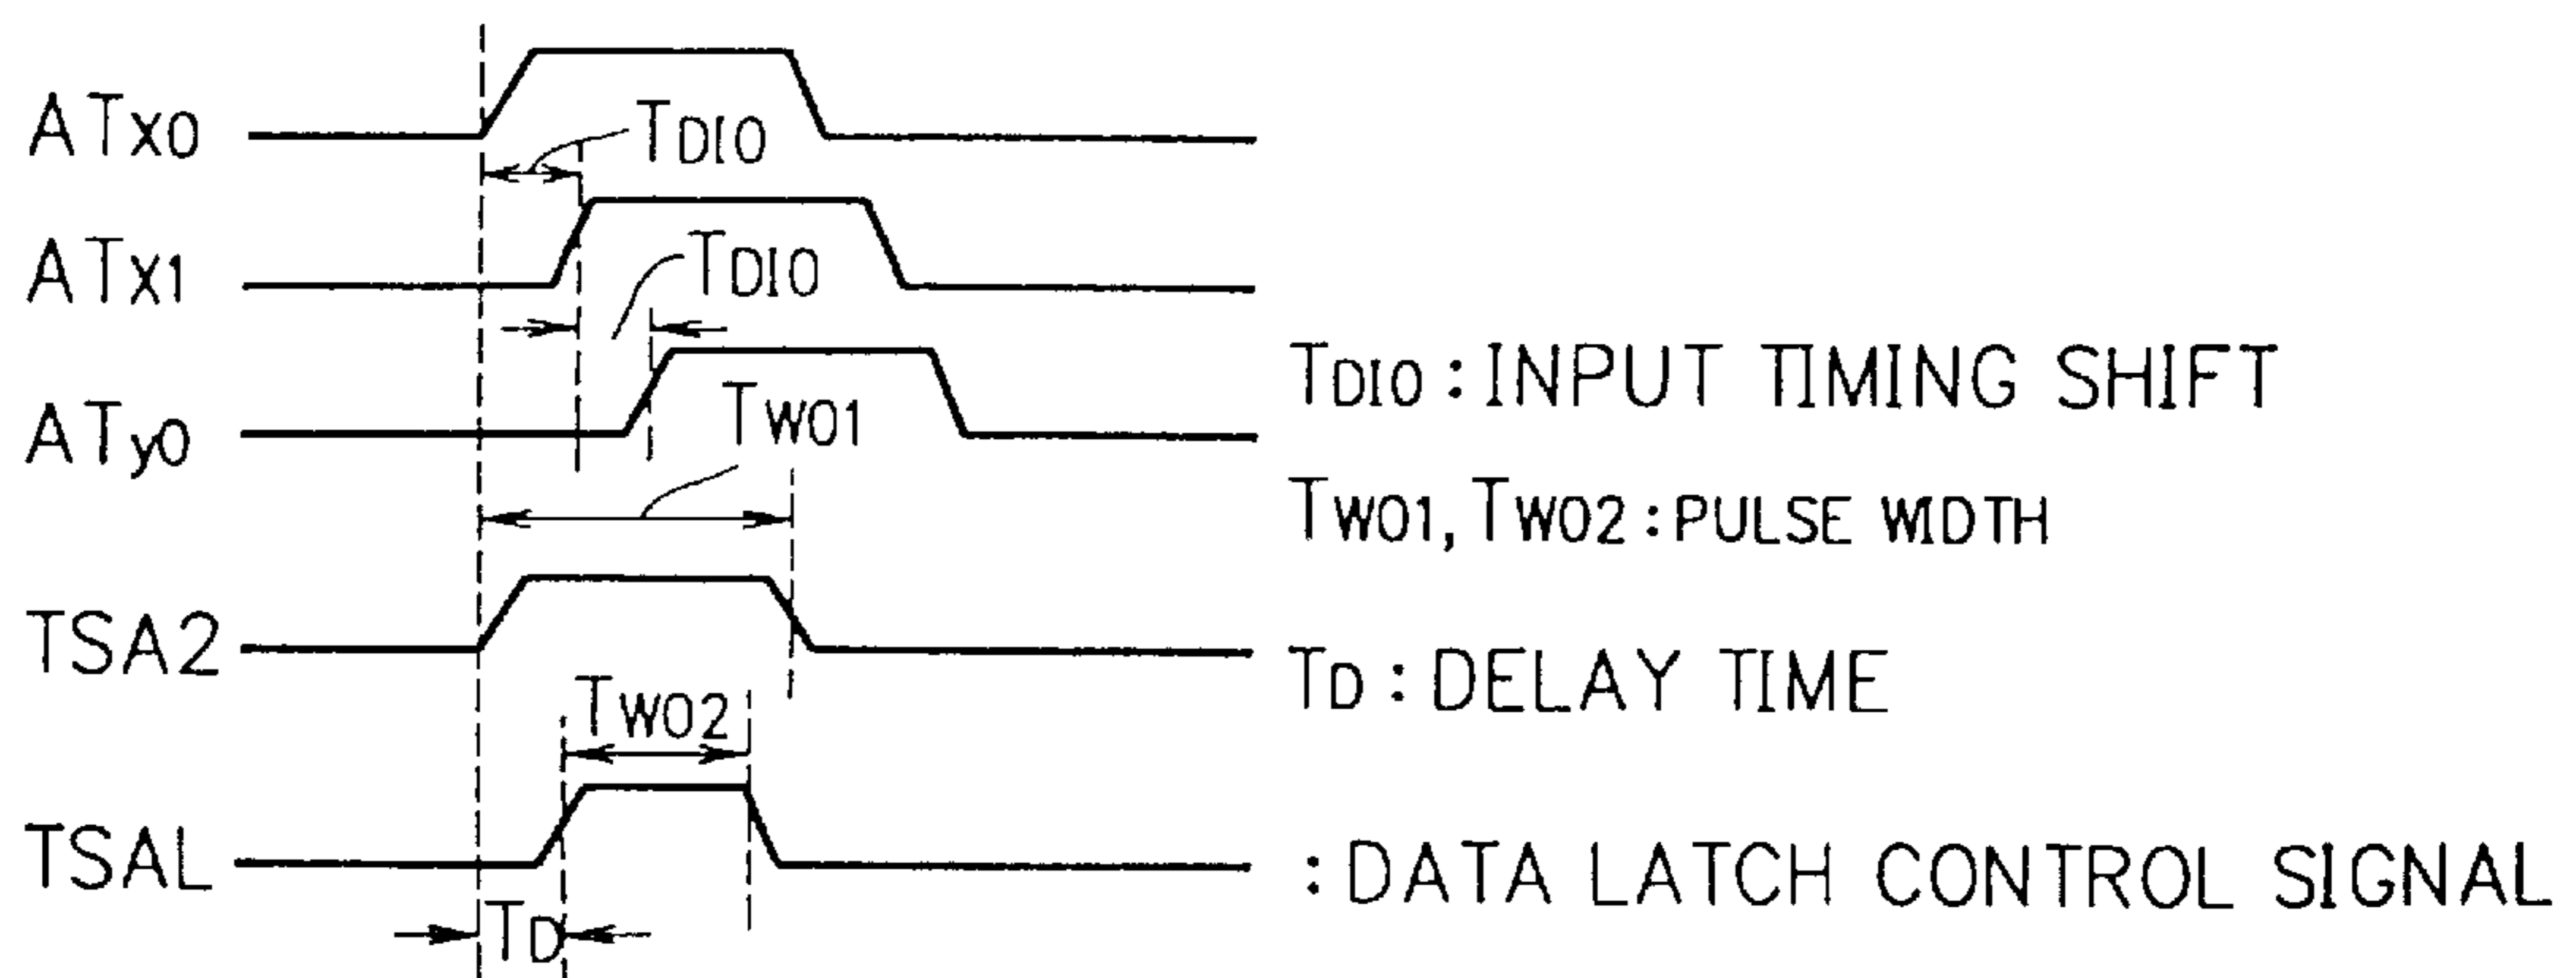 ATx0
TDI0
ATx1
TDI0
ATy0
TW01
TDI0 : INPUT TIMING SHIFT
TW01, TW02 : PULSE WIDTH
TSA2
TD : DELAY TIME
TW02
TSAL : DATA LATCH CONTROL SIGNAL
TD